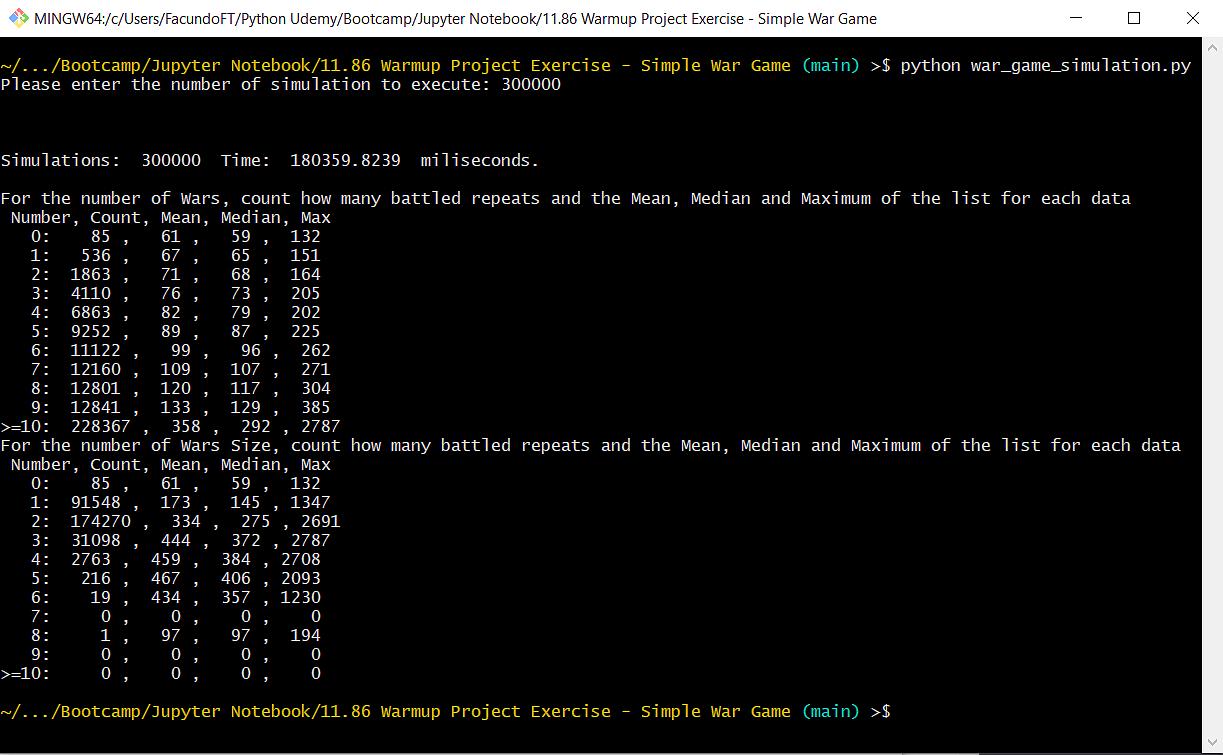 MINGW64:/c/Users/FacundoFT/Python Udemy/Bootcamp/Jupyter Notebook/11.86 Warmup Project Exercise - Simple War Game
~/.../Bootcamp/Jupyter Notebook/11.86 Warmup Project Exercise - Simple War Game (main) >$ python war_game_simulation.py
Please enter the number of simulation to execute: 300000
Simulations:  300000  Time:  180359.8239  miliseconds.
For the number of Wars, count how many battled repeats and the Mean, Median and Maximum of the list for each data
 Number, Count, Mean, Median, Max
   0:    85 ,   61 ,   59 ,  132
   1:   536 ,   67 ,   65 ,  151
   2:  1863 ,   71 ,   68 ,  164
   3:  4110 ,   76 ,   73 ,  205
   4:  6863 ,   82 ,   79 ,  202
   5:  9252 ,   89 ,   87 ,  225
   6:  11122 ,   99 ,   96 ,  262
   7:  12160 ,  109 ,  107 ,  271
   8:  12801 ,  120 ,  117 ,  304
   9:  12841 ,  133 ,  129 ,  385
>=10:  228367 ,  358 ,  292 , 2787
For the number of Wars Size, count how many battled repeats and the Mean, Median and Maximum of the list for each data
 Number, Count, Mean, Median, Max
   0:    85 ,   61 ,   59 ,  132
   1:  91548 ,  173 ,  145 , 1347
   2:  174270 ,  334 ,  275 , 2691
   3:  31098 ,  444 ,  372 , 2787
   4:  2763 ,  459 ,  384 , 2708
   5:   216 ,  467 ,  406 , 2093
   6:    19 ,  434 ,  357 , 1230
   7:     0 ,    0 ,    0 ,    0
   8:     1 ,   97 ,   97 ,  194
   9:     0 ,    0 ,    0 ,    0
>=10:     0 ,    0 ,    0 ,    0
~/.../Bootcamp/Jupyter Notebook/11.86 Warmup Project Exercise - Simple War Game (main) >$